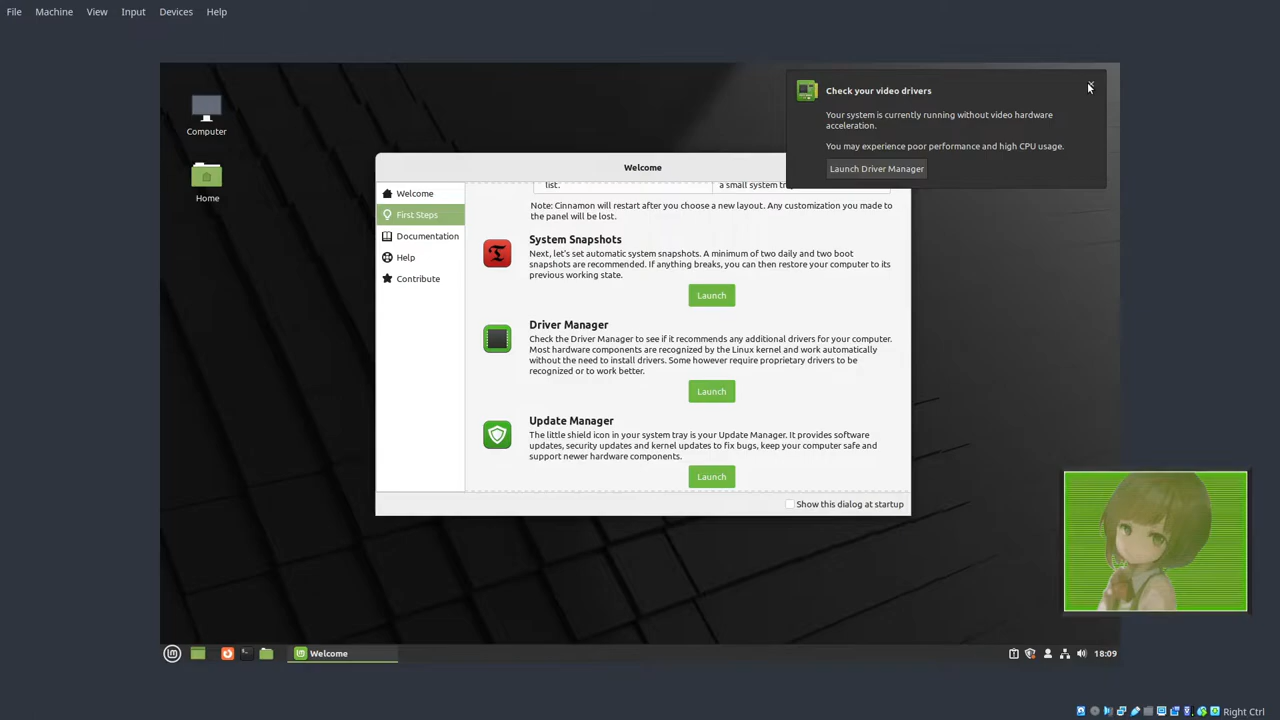 File Machine View Input Devices Help
Computer
Home
Check your video drivers
Your system is currently running without video hardware
acceleration.
You may experience poor performance and high CPU usage.
Launch Driver Manager
Welcome
Welcome
First Steps
Documentation
Help
Contribute
list.
a small system tray
Note: Cinnamon will restart after you choose a new layout. Any customization you made to
the panel will be lost.
System Snapshots
Next, let's set automatic system snapshots. A minimum of two daily and two boot
snapshots are recommended. If anything breaks, you can then restore your computer to its
previous working state.
Launch
Driver Manager
Check the Driver Manager to see if it recommends any additional drivers for your computer.
Most hardware components are recognized by the Linux kernel and work automatically
without the need to install drivers. Some however require proprietary drivers to be
recognized or to work better.
Launch
Update Manager
The little shield icon in your system tray is your Update Manager. It provides software
updates, security updates and kernel updates to fix bugs, keep your computer safe and
support newer hardware components.
Launch
Show this dialog at startup
Welcome
18:09
Right Ctrl